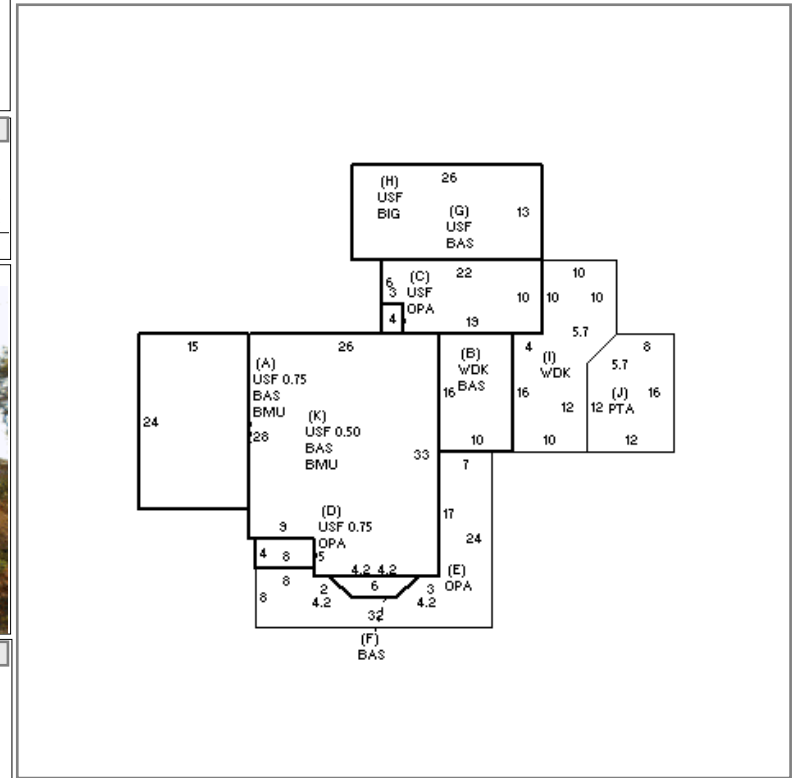 (H)
USF
BIG
26
(G)
USF
BAS
13
6
3
(C)
USF
OPA
22
10
4
19
10
10
10
5.7
15
26
(A)
USF 0.75
BAS
BMU
(B)
WDK
BAS
4
(I)
WDK
5.7
8
16
16
(J)
PTA
16
12
12
24
28
(K)
USF 0.50
BAS
BMU
33
10
10
12
7
(D)
USF 0.75
OPA
17
9
24
4
8
5
4.2
4.2
(E)
OPA
8
6
2
4.2
3
4.2
8
32
(F)
BAS